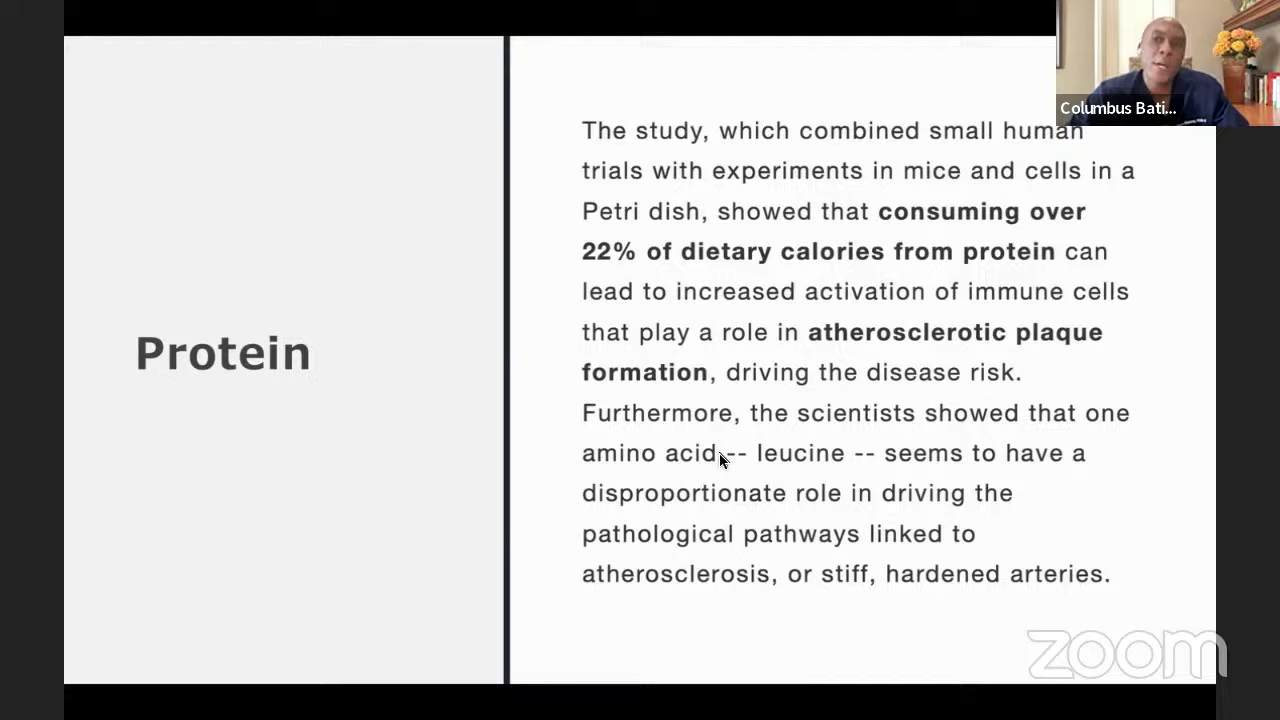 Columbus Bati...
The study, which combined small human
trials with experiments in mice and cells in a
Petri dish, showed that consuming over
22% of dietary calories from protein can
lead to increased activation of immune cells
that play a role in atherosclerotic plaque
formation, driving the disease risk.
Furthermore, the scientists showed that one
amino acid -- leucine -- seems to have a
disproportionate role in driving the
pathological pathways linked to
atherosclerosis, or stiff, hardened arteries.
Protein
zoom